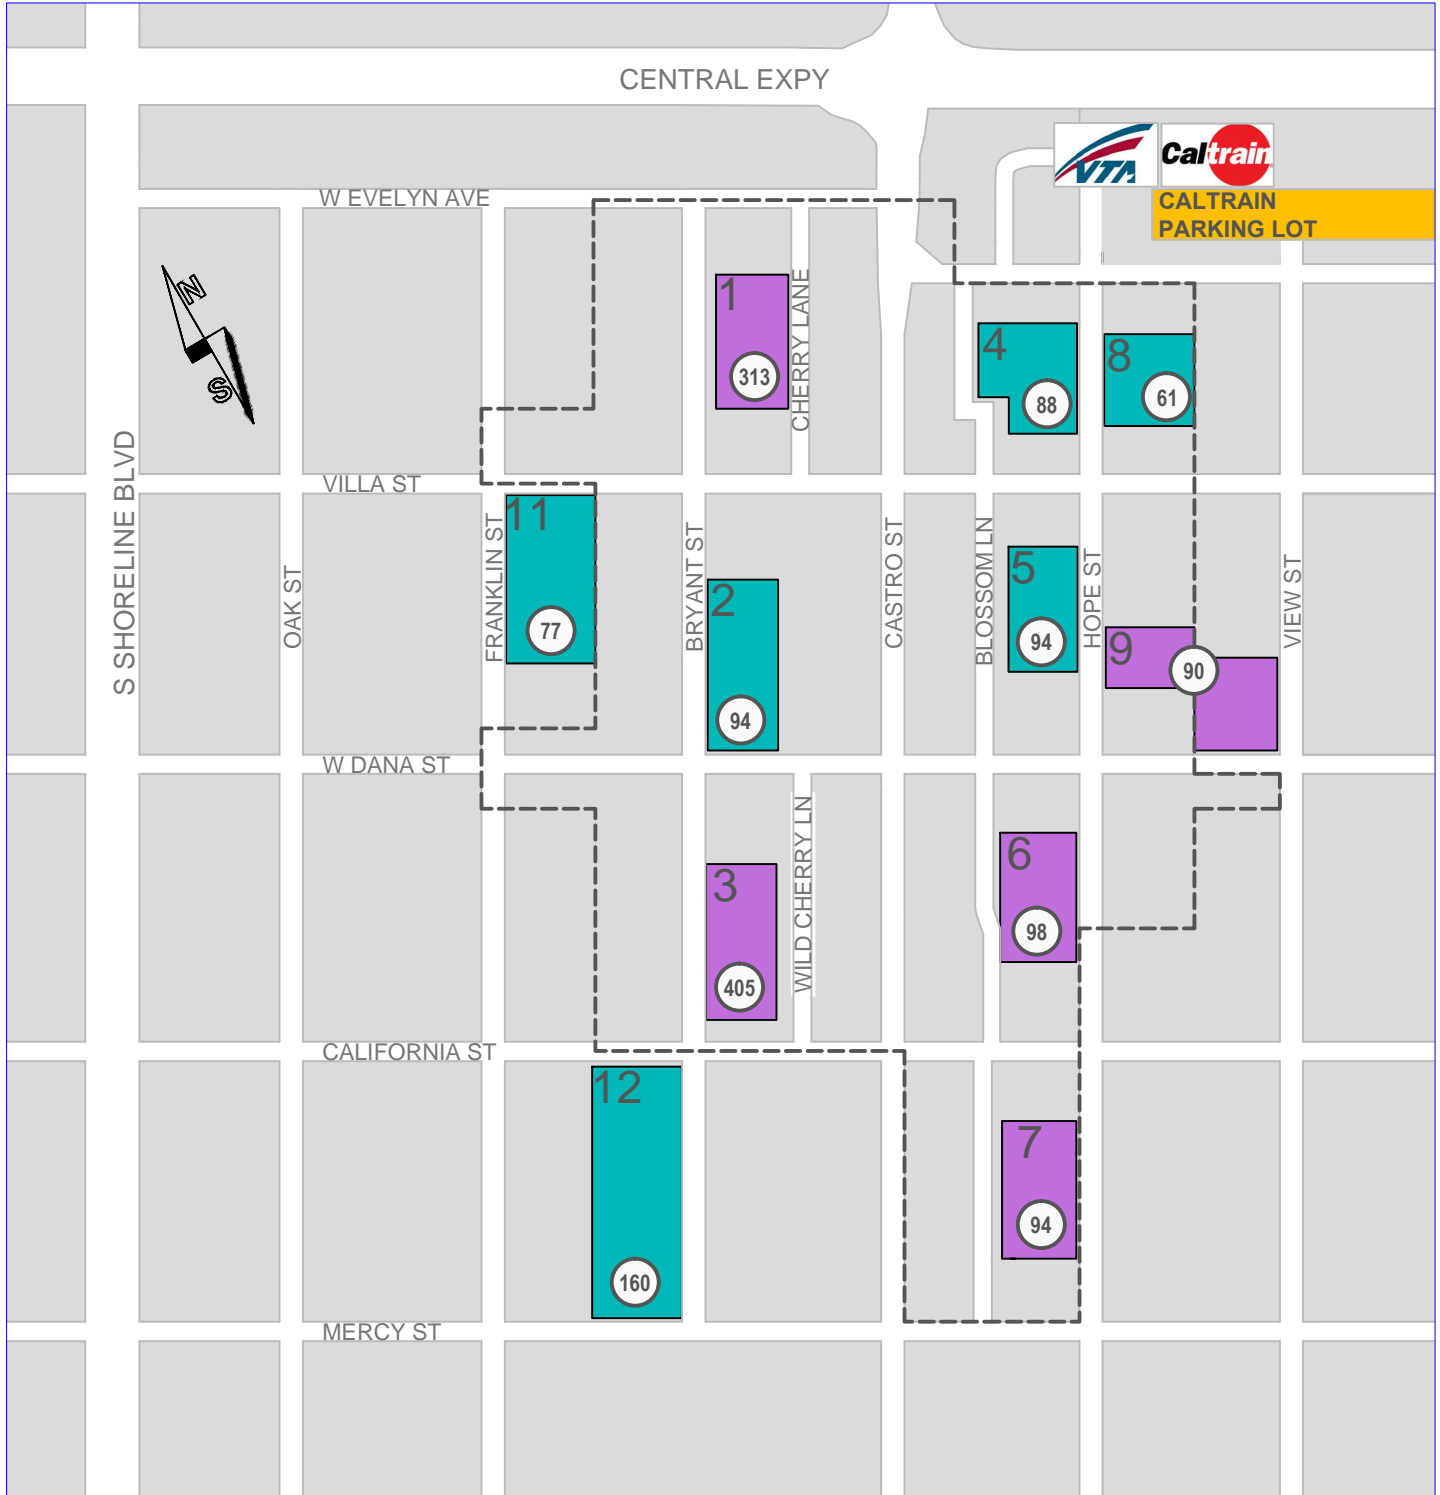 CENTRAL EXPY
VTA
Caltrain
W EVELYN AVE
CALTRAIN
PARKING LOT
N
S
1
313
CHERRY LANE
4
88
8
61
S SHORELINE BLVD
VILLA ST
OAK ST
FRANKLIN ST
11
77
BRYANT ST
2
94
CASTRO ST
BLOSSOM LN
5
94
HOPE ST
9
90
VIEW ST
W DANA ST
3
405
WILD CHERRY LN
6
98
CALIFORNIA ST
12
160
7
94
MERCY ST